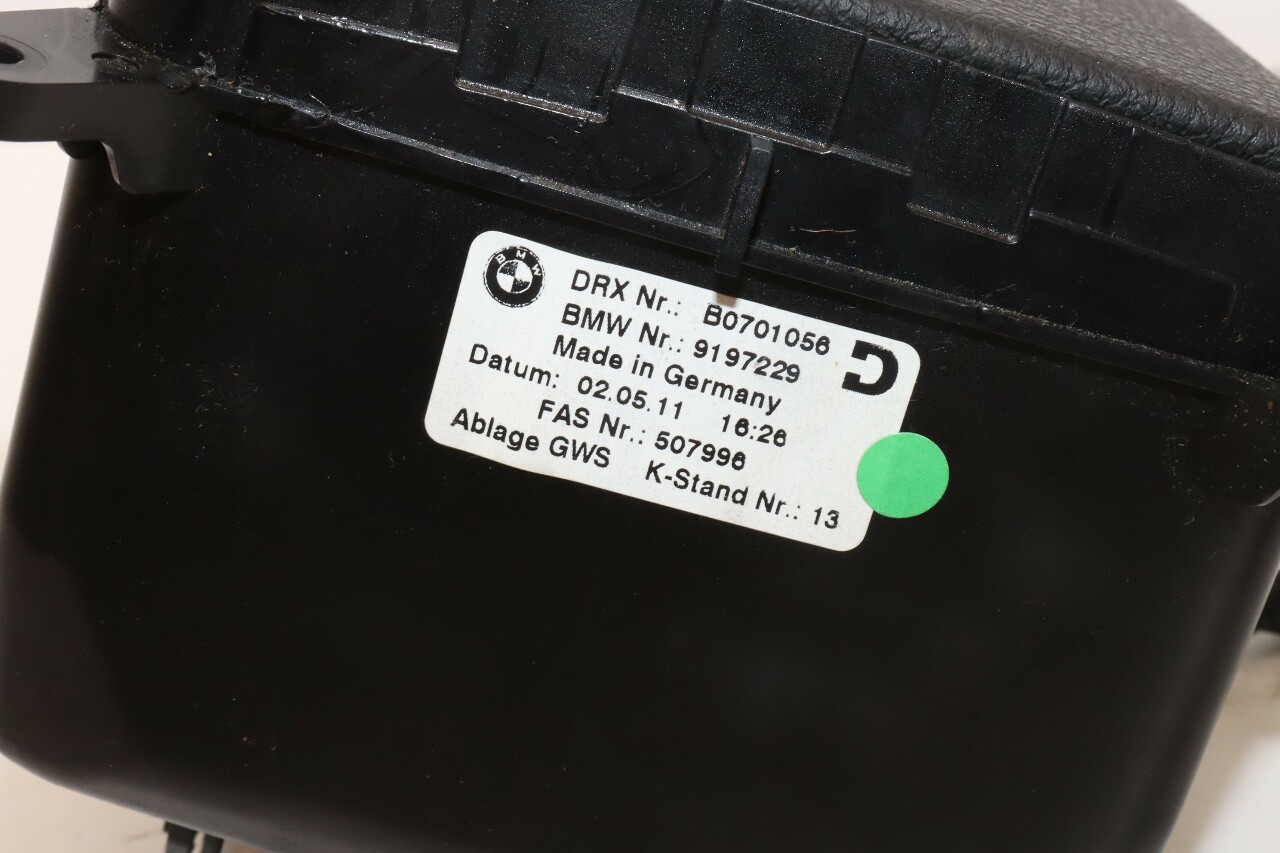 BMW
DRX Nr.: B0701056
BMW Nr.: 9197229
Made in Germany
Datum: 02.05.11 16:26
FAS Nr.: 507996
Ablage GWS K-Stand Nr.: 13